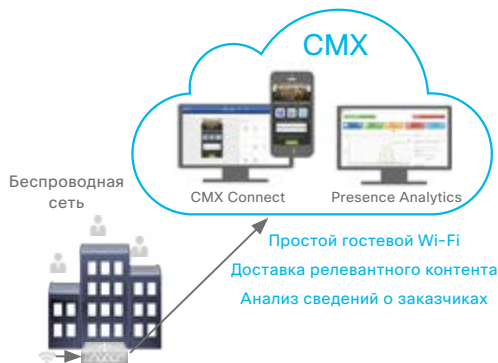 CMX
CMX Connect
Presence Analytics
Беспроводная
сеть
Простой гостевой Wi-Fi
Доставка релевантного контента
Анализ сведений о заказчиках